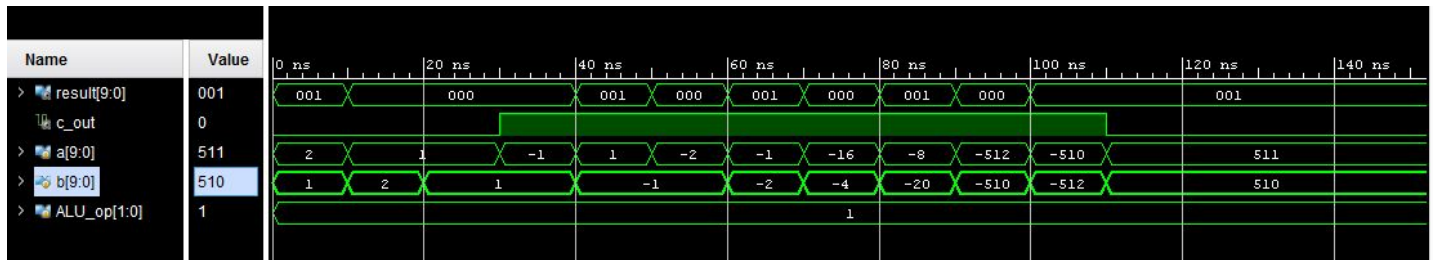 Name Value 0 ns 20 ns 40 ns 60 ns 80 ns 100 ns 120 ns 140 ns
> result[9:0] 001 001 000 001 000 001 000 001 000 001
c_out 0
> a[9:0] 511 2 1 -1 1 -2 -1 -16 -8 -512 -510 511
> b[9:0] 510 1 2 1 -1 -2 -4 -20 -510 -512 510
> ALU_op[1:0] 1 1